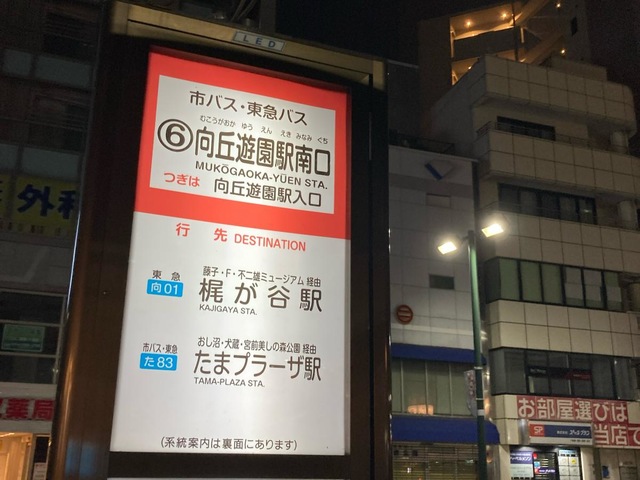 LED
市バス・東急バス
むこうがおか ゆう えん えき みなみ ぐち
⑥向丘遊園駅南口
MUKŌGAOKA-YŪEN STA.
つぎは 向丘遊園駅入口
行先 DESTINATION
東急 藤子・F・不二雄ミュージアム 経由
向01 梶が谷駅
KAJIGAYA STA.
市バス・東急 おし沼・犬蔵・宮前美しの森公園 経由
た83 たまプラーザ駅
TAMA-PLAZA STA.
(系統案内は裏面にあります)
外科
薬局
お部屋選びは
当店で